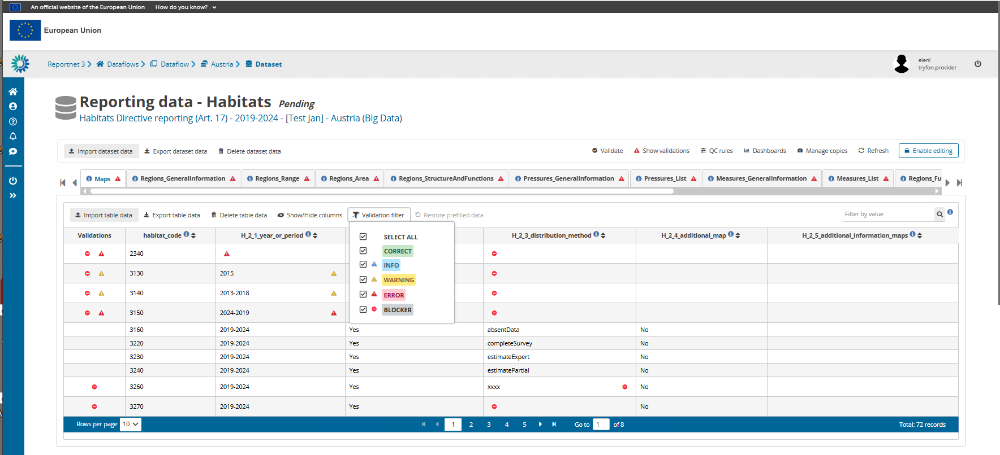 An official website of the European Union How do you know?
European Union
Reportnet 3 Dataflows Dataflow Austria Dataset
eleni
tryfon.provider
Reporting data - Habitats Pending
Habitats Directive reporting (Art. 17) - 2019-2024 - [Test Jan] - Austria (Big Data)
Import dataset data Export dataset data Delete dataset data Validate Show validations QC rules Dashboards Manage copies Refresh Enable editing
Maps Regions_GeneralInformation Regions_Range Regions_Area Regions_StructureAndFunctions Pressures_GeneralInformation Pressures_List Measures_GeneralInformation Measures_List Regions_Fu
Import table data Export table data Delete table data Show/Hide columns Validation filter Restore prefilled data Filter by value
Validations habitat_code H_2_1_year_or_period H_2_3_distribution_method H_2_4_additional_map H_2_5_additional_information_maps
SELECT ALL
CORRECT
INFO
WARNING
ERROR
BLOCKER
2340
3130 2015
3140 2013-2018
3150 2024-2019
3160 2019-2024 Yes absentData No
3220 2019-2024 Yes completeSurvey No
3230 2019-2024 Yes estimateExpert No
3240 2019-2024 Yes estimatePartial No
3260 2019-2024 Yes xxxx No
3270 2019-2024 Yes No
Rows per page 10 1 2 3 4 5 Go to 1 of 8 Total: 72 records